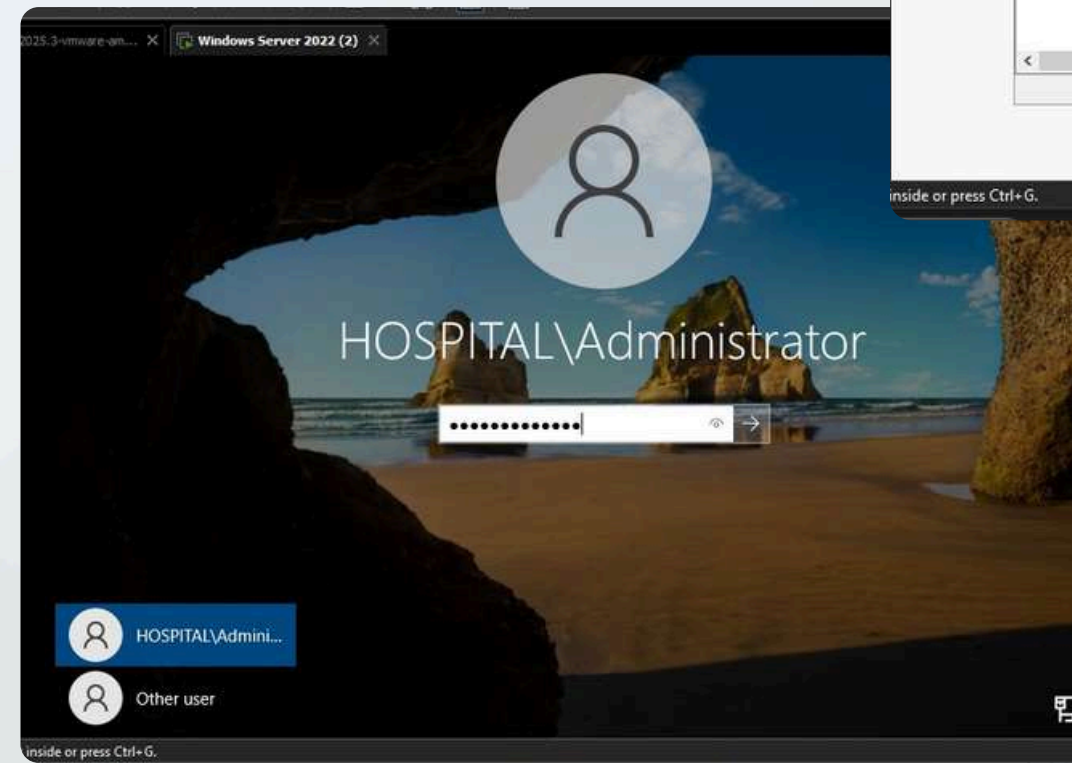 2025.3-vmware-am... Windows Server 2022 (2)
inside or press Ctrl+G.
HOSPITAL\Administrator
HOSPITAL\Admini...
Other user
inside or press Ctrl+G.